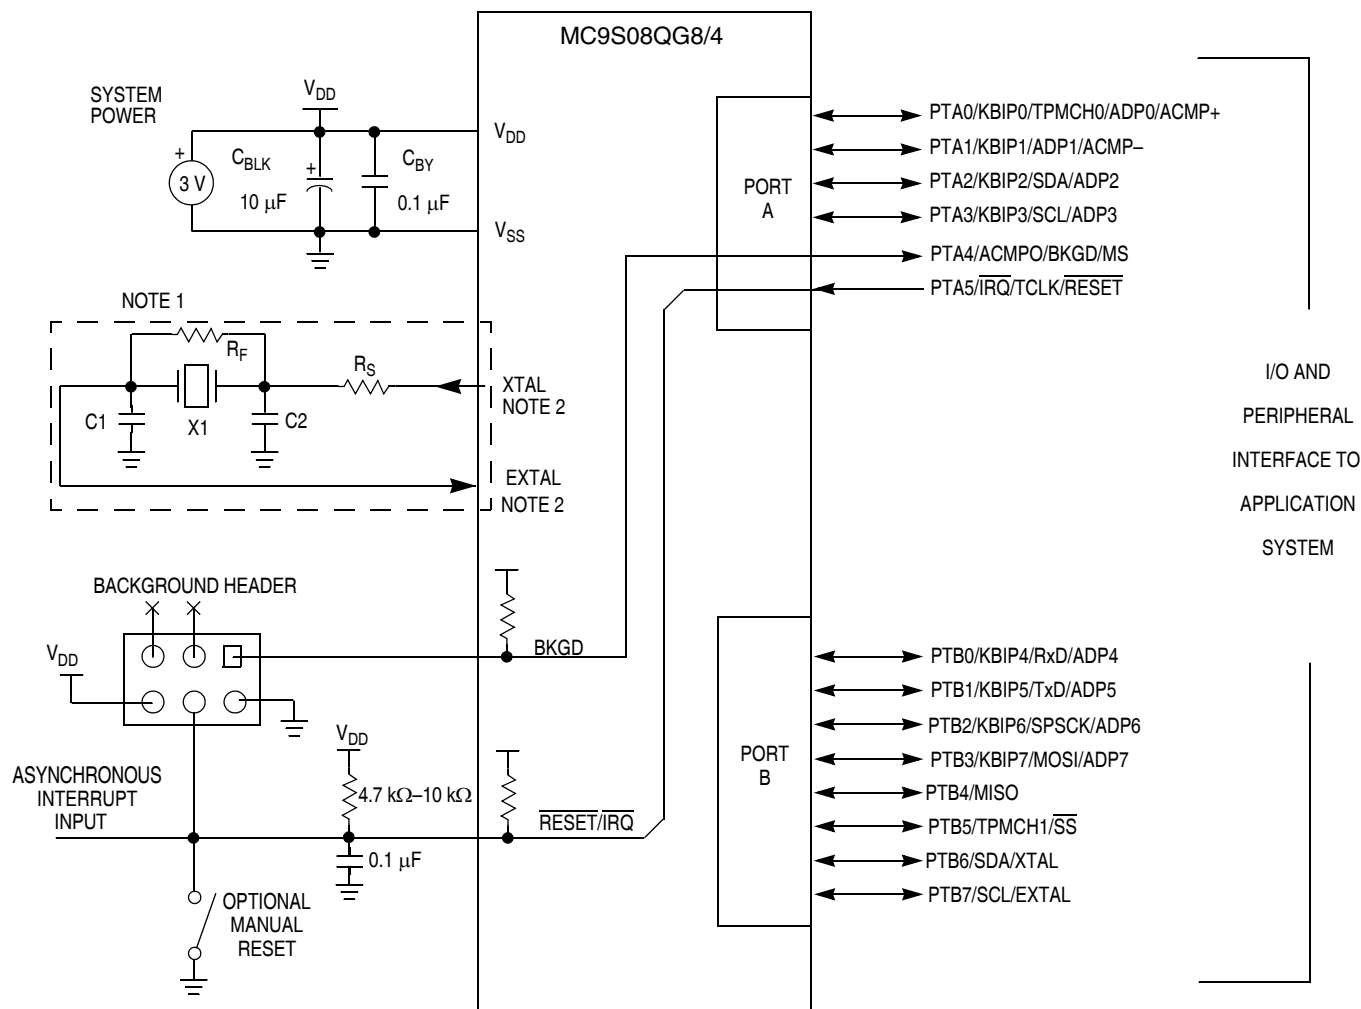 MC9S08QG8/4
SYSTEM
POWER
VDD
VDD
+
3 V
CBLK
10 µF
+
CBY
0.1 µF
VSS
NOTE 1
RF
RS
C1
X1
C2
XTAL
NOTE 2
EXTAL
NOTE 2
BACKGROUND HEADER
VDD
BKGD
VDD
4.7 kΩ–10 kΩ
ASYNCHRONOUS
INTERRUPT
INPUT
RESET/IRQ
0.1 µF
OPTIONAL
MANUAL
RESET
PORT
A
PTA0/KBIP0/TPMCH0/ADP0/ACMP+
PTA1/KBIP1/ADP1/ACMP–
PTA2/KBIP2/SDA/ADP2
PTA3/KBIP3/SCL/ADP3
PTA4/ACMPO/BKGD/MS
PTA5/IRQ/TCLK/RESET
PORT
B
PTB0/KBIP4/RxD/ADP4
PTB1/KBIP5/TxD/ADP5
PTB2/KBIP6/SPSCK/ADP6
PTB3/KBIP7/MOSI/ADP7
PTB4/MISO
PTB5/TPMCH1/SS
PTB6/SDA/XTAL
PTB7/SCL/EXTAL
I/O AND
PERIPHERAL
INTERFACE TO
APPLICATION
SYSTEM